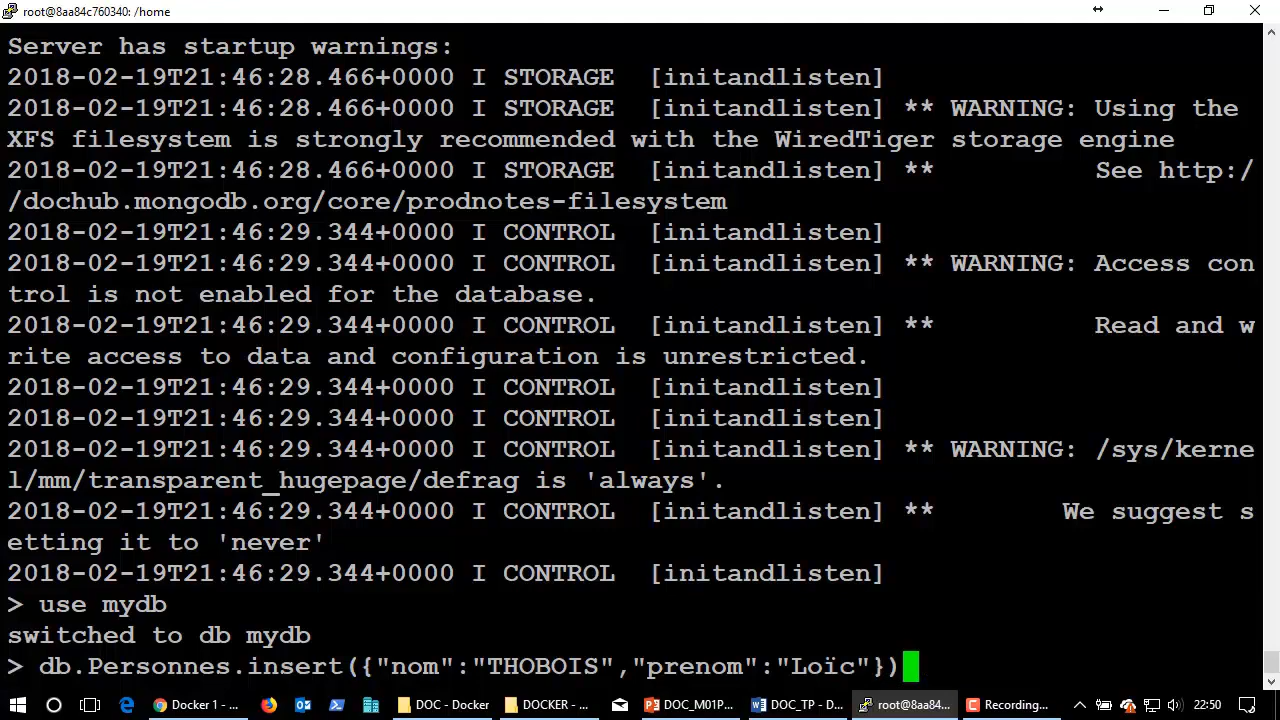 root@8aa84c760340: /home
Server has startup warnings:
2018-02-19T21:46:28.466+0000 I STORAGE  [initandlisten]
2018-02-19T21:46:28.466+0000 I STORAGE  [initandlisten] ** WARNING: Using the
XFS filesystem is strongly recommended with the WiredTiger storage engine
2018-02-19T21:46:28.466+0000 I STORAGE  [initandlisten] **          See http:/
/dochub.mongodb.org/core/prodnotes-filesystem
2018-02-19T21:46:29.344+0000 I CONTROL  [initandlisten]
2018-02-19T21:46:29.344+0000 I CONTROL  [initandlisten] ** WARNING: Access con
trol is not enabled for the database.
2018-02-19T21:46:29.344+0000 I CONTROL  [initandlisten] **          Read and w
rite access to data and configuration is unrestricted.
2018-02-19T21:46:29.344+0000 I CONTROL  [initandlisten]
2018-02-19T21:46:29.344+0000 I CONTROL  [initandlisten]
2018-02-19T21:46:29.344+0000 I CONTROL  [initandlisten] ** WARNING: /sys/kerne
l/mm/transparent_hugepage/defrag is 'always'.
2018-02-19T21:46:29.344+0000 I CONTROL  [initandlisten] **        We suggest s
etting it to 'never'
2018-02-19T21:46:29.344+0000 I CONTROL  [initandlisten]
> use mydb
switched to db mydb
> db.Personnes.insert({"nom":"THOBOIS","prenom":"Loïc"})
Docker 1 - ... DOC - Docker DOCKER - ... DOC_M01P... DOC_TP - D... root@8aa84... Recording... 22:50